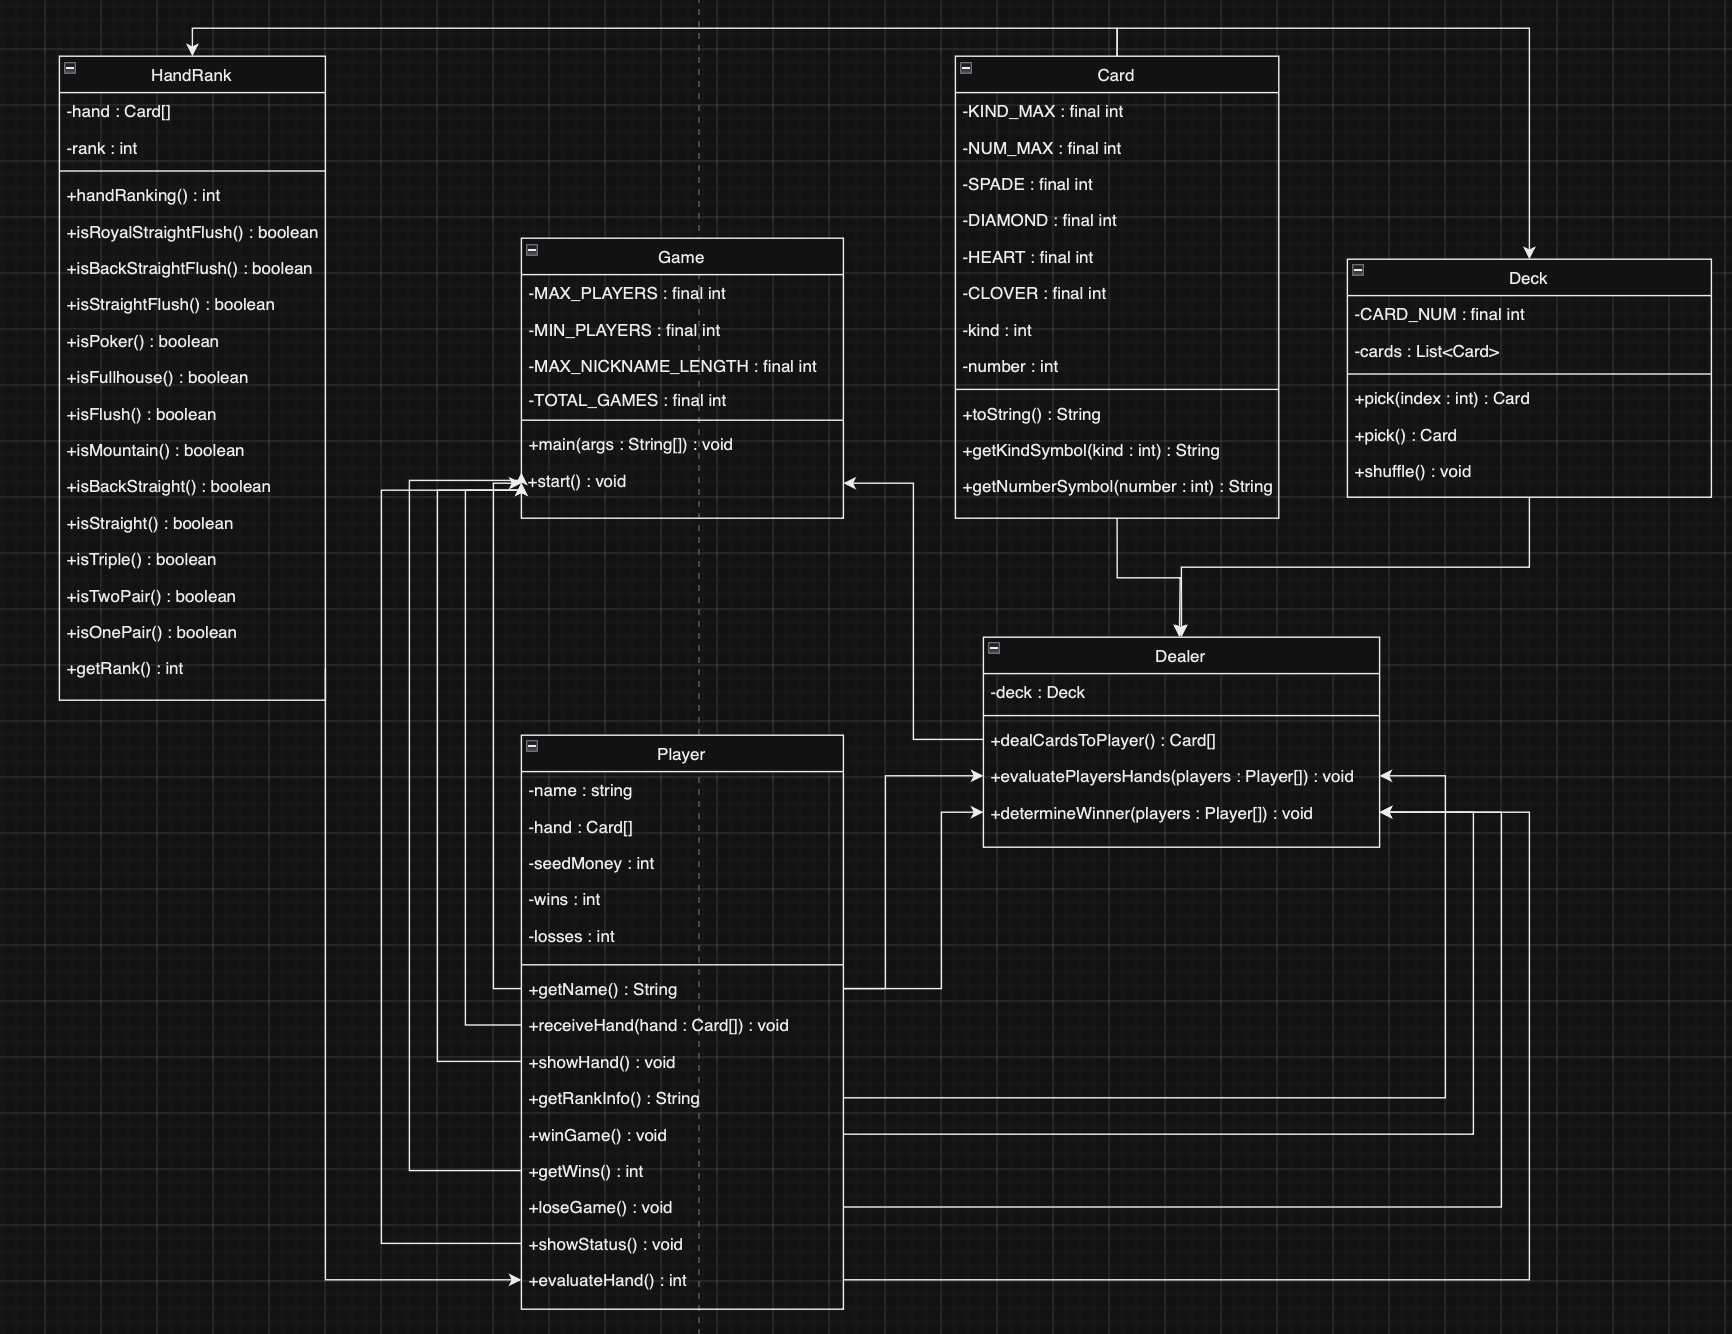 HandRank
-hand : Card[]
-rank : int
+handRanking() : int
+isRoyalStraightFlush() : boolean
+isBackStraightFlush() : boolean
+isStraightFlush() : boolean
+isPoker() : boolean
+isFullhouse() : boolean
+isFlush() : boolean
+isMountain() : boolean
+isBackStraight() : boolean
+isStraight() : boolean
+isTriple() : boolean
+isTwoPair() : boolean
+isOnePair() : boolean
+getRank() : int
Game
-MAX_PLAYERS : final int
-MIN_PLAYERS : final int
-MAX_NICKNAME_LENGTH : final int
-TOTAL_GAMES : final int
+main(args : String[]) : void
+start() : void
Card
-KIND_MAX : final int
-NUM_MAX : final int
-SPADE : final int
-DIAMOND : final int
-HEART : final int
-CLOVER : final int
-kind : int
-number : int
+toString() : String
+getKindSymbol(kind : int) : String
+getNumberSymbol(number : int) : String
Deck
-CARD_NUM : final int
-cards : List<Card>
+pick(index : int) : Card
+pick() : Card
+shuffle() : void
Dealer
-deck : Deck
+dealCardsToPlayer() : Card[]
+evaluatePlayersHands(players : Player[]) : void
+determineWinner(players : Player[]) : void
Player
-name : string
-hand : Card[]
-seedMoney : int
-wins : int
-losses : int
+getName() : String
+receiveHand(hand : Card[]) : void
+showHand() : void
+getRankInfo() : String
+winGame() : void
+getWins() : int
+loseGame() : void
+showStatus() : void
+evaluateHand() : int